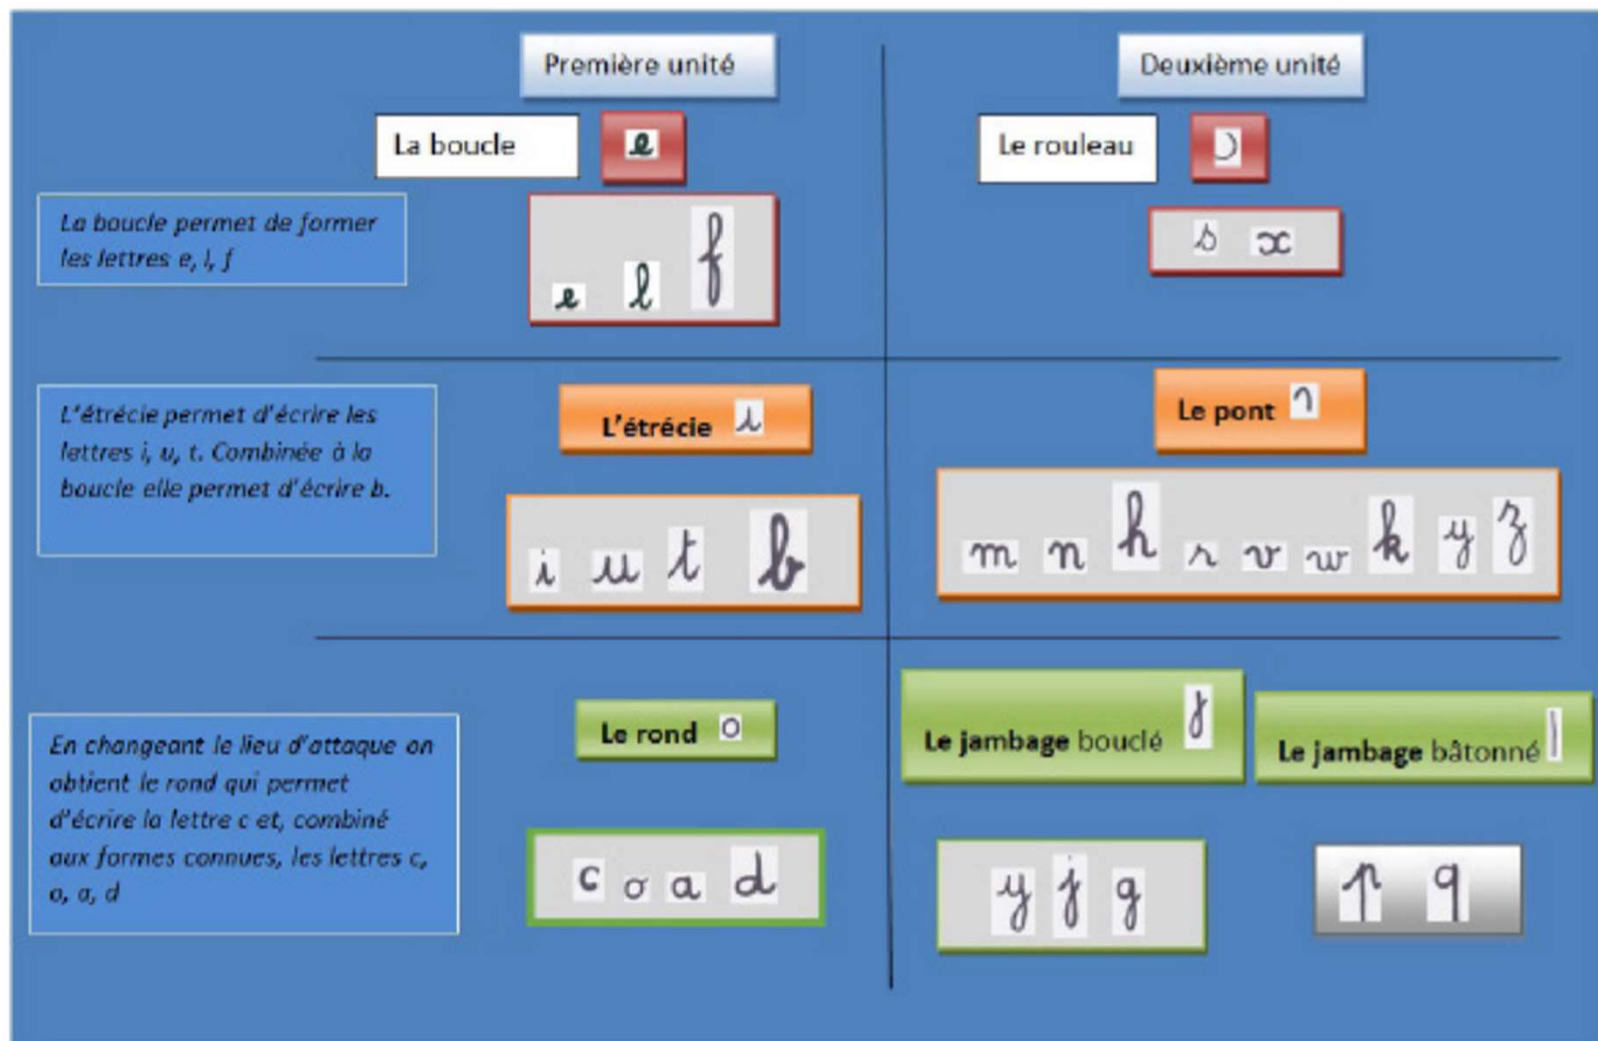 Première unité
Deuxième unité
La boucle e
Le rouleau
La boucle permet de former
les lettres e, l, f
e l f
s x
L'étrécie permet d'écrire les
lettres i, u, t. Combinée à la
boucle elle permet d'écrire b.
L'étrécie
Le pont
i u t b
m n h r v w k y z
En changeant le lieu d'attaque on
obtient le rond qui permet
d'écrire la lettre c et, combiné
aux formes connues, les lettres c,
o, a, d
Le rond o
Le jambage bouclé
Le jambage bâtonné
c o a d
y j g
p q